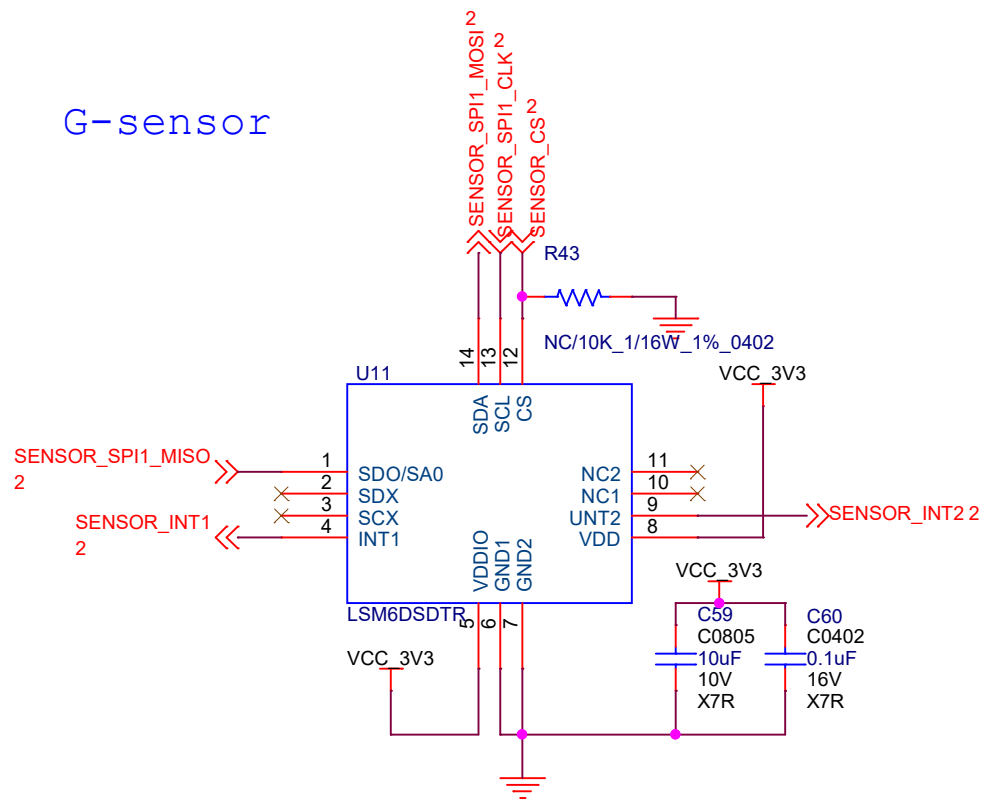 G-sensor
SENSOR_SPI1_MOSI 2
SENSOR_SPI1_CLK 2
SENSOR_CS 2
R43
NC/10K_1/16W_1%_0402
14
13
12
U11
VCC_3V3
SDA
SCL
CS
SENSOR_SPI1_MISO
2
1
SDO/SA0
2
SDX
3
SCX
SENSOR_INT1
2
4
INT1
NC2
11
NC1
10
UNT2
9
SENSOR_INT2 2
VDD
8
VDDIO
GND1
GND2
LSM6DSDTR
5
6
7
VCC_3V3
VCC_3V3
C59
C0805
10uF
10V
X7R
C60
C0402
0.1uF
16V
X7R